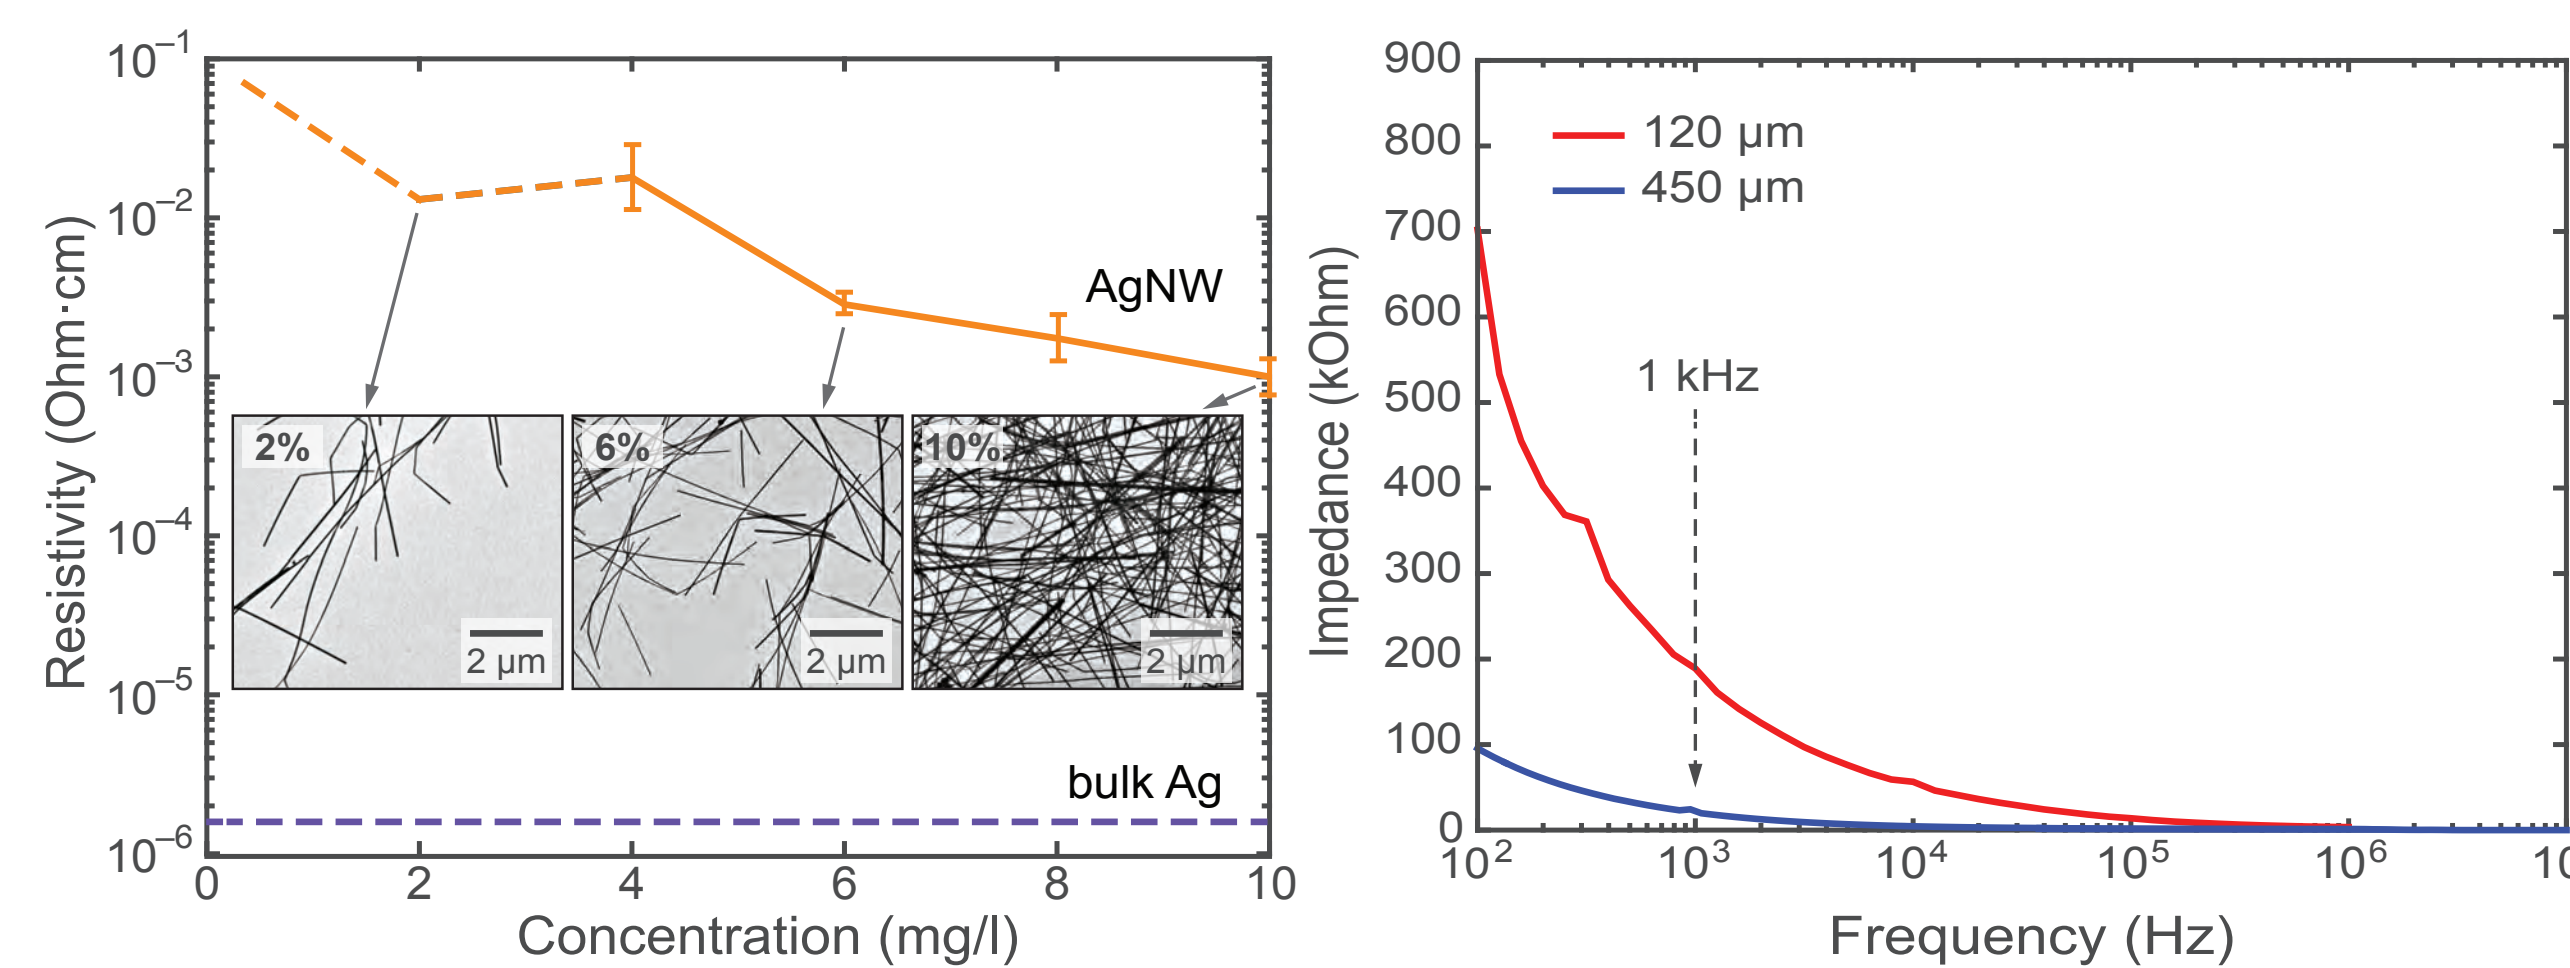 10⁻¹
10⁻²
10⁻³
10⁻⁴
10⁻⁵
10⁻⁶
Resistivity (Ohm·cm)
AgNW
2%
2 µm
6%
2 µm
10%
2 µm
bulk Ag
0 2 4 6 8 10
Concentration (mg/l)
900
800
700
600
500
400
300
200
100
0
Impedance (kOhm)
120 µm
450 µm
1 kHz
10² 10³ 10⁴ 10⁵ 10⁶
Frequency (Hz)